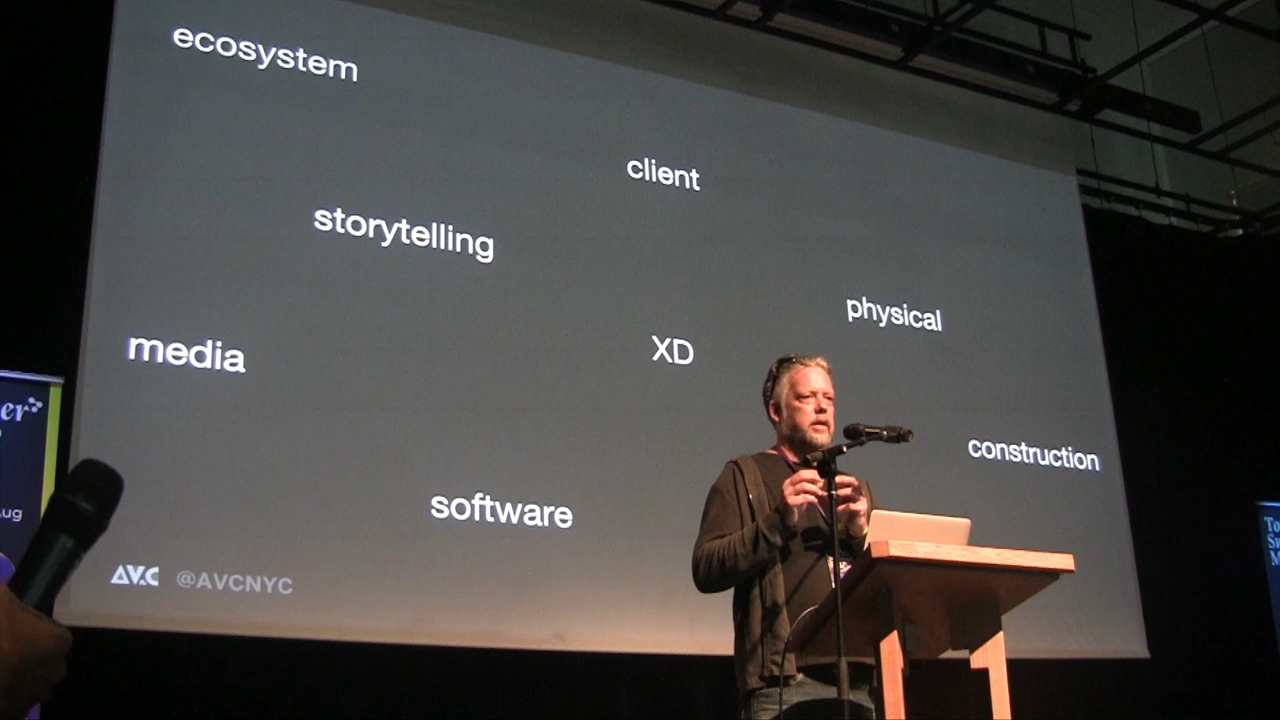 ecosystem
client
storytelling
physical
media
XD
construction
software
AV.C @AVCNYC